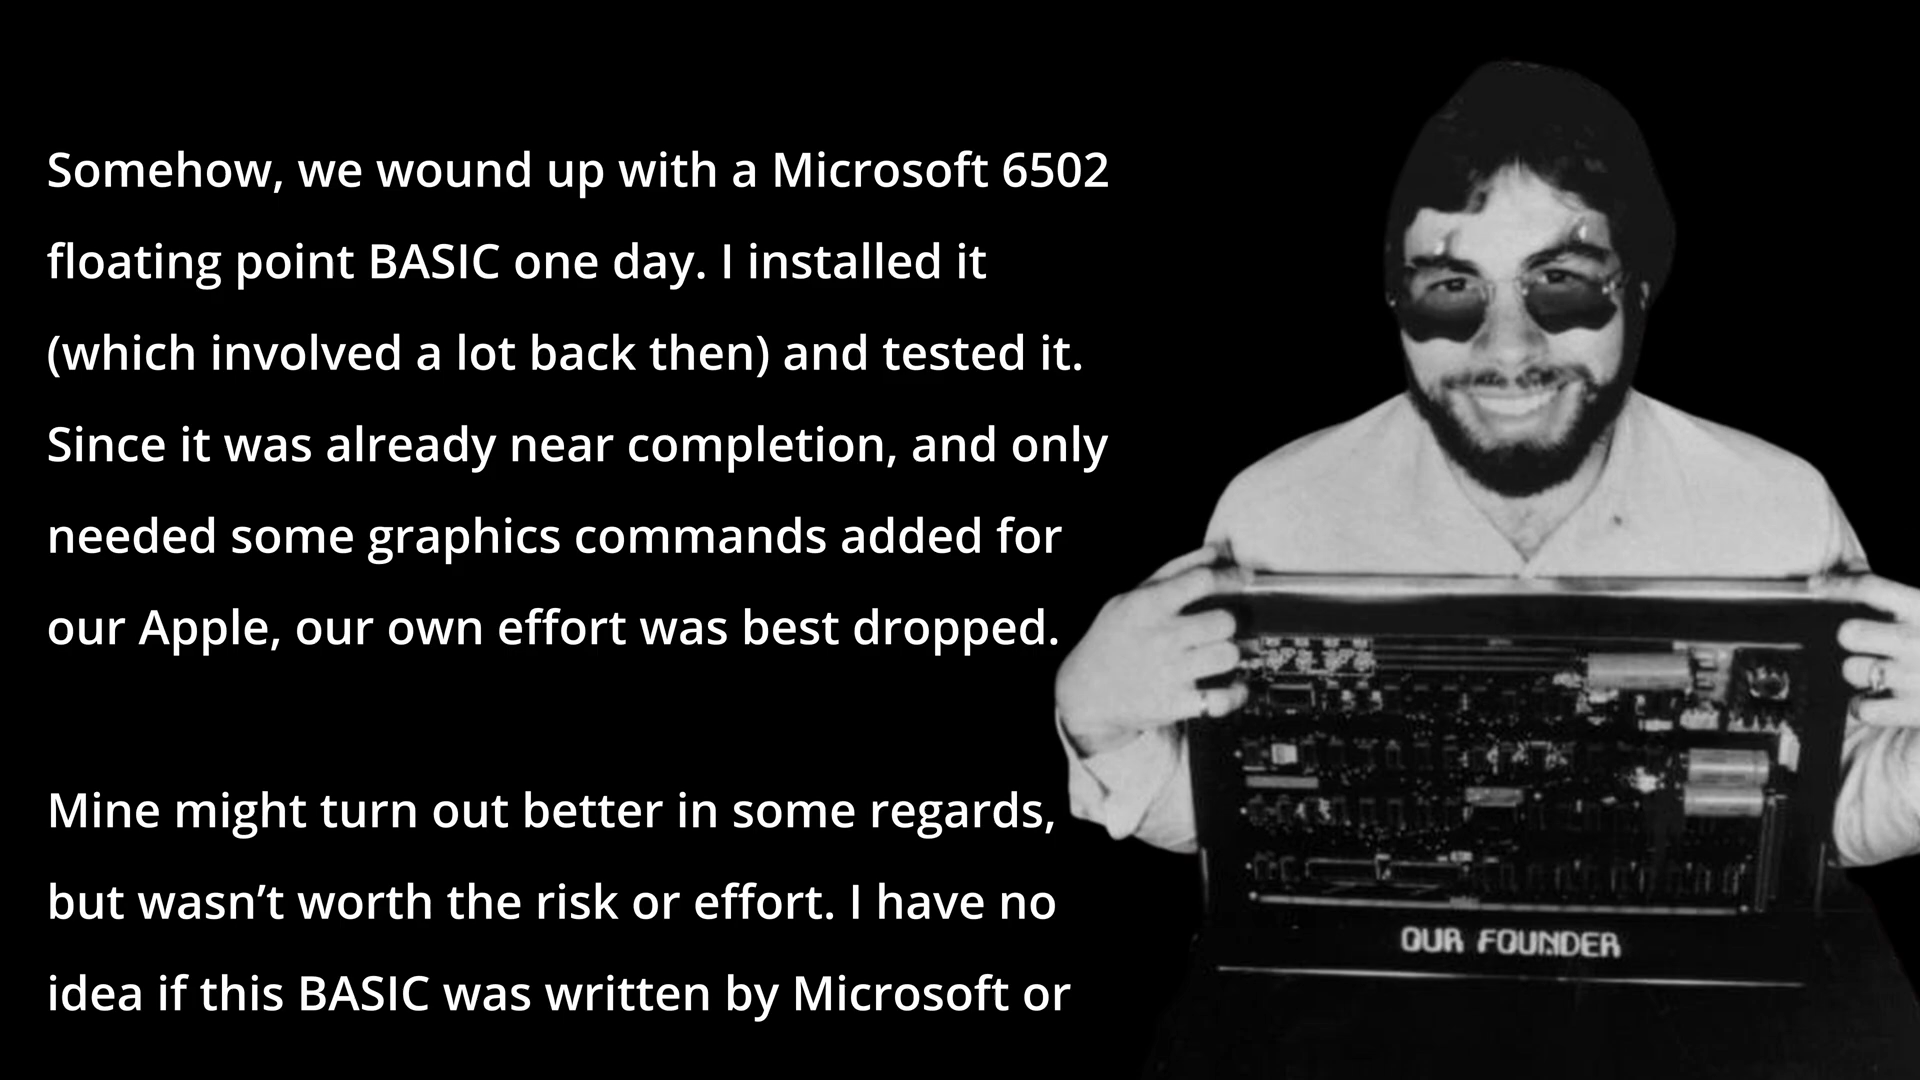 Somehow, we wound up with a Microsoft 6502
floating point BASIC one day. I installed it
(which involved a lot back then) and tested it.
Since it was already near completion, and only
needed some graphics commands added for
our Apple, our own effort was best dropped.
Mine might turn out better in some regards,
but wasn’t worth the risk or effort. I have no
idea if this BASIC was written by Microsoft or
OUR FOUNDER